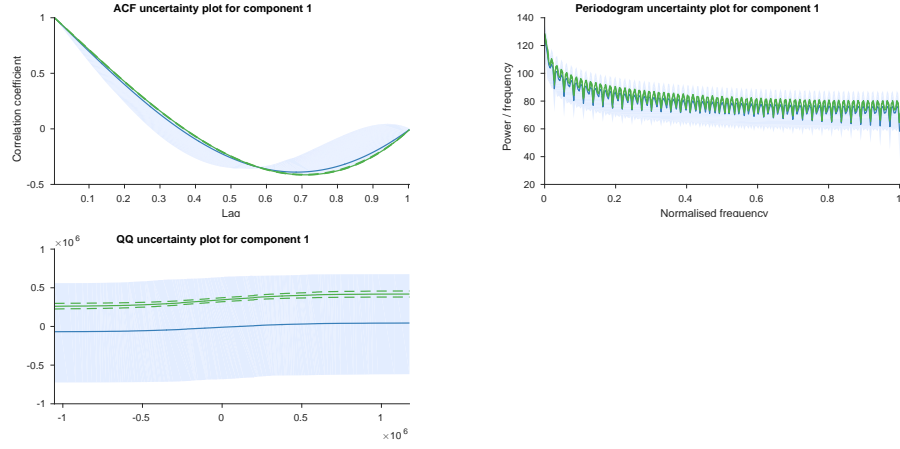 ACF uncertainty plot for component 1
1
0.5
0
-0.5
Correlation coefficient
0.1 0.2 0.3 0.4 0.5 0.6 0.7 0.8 0.9 1
Lag
Periodogram uncertainty plot for component 1
140
120
100
80
60
40
20
Power / frequency
0 0.2 0.4 0.6 0.8 1
Normalised frequency
QQ uncertainty plot for component 1
×10 6
1
0.5
0
-0.5
-1
-1 -0.5 0 0.5 1
×10 6